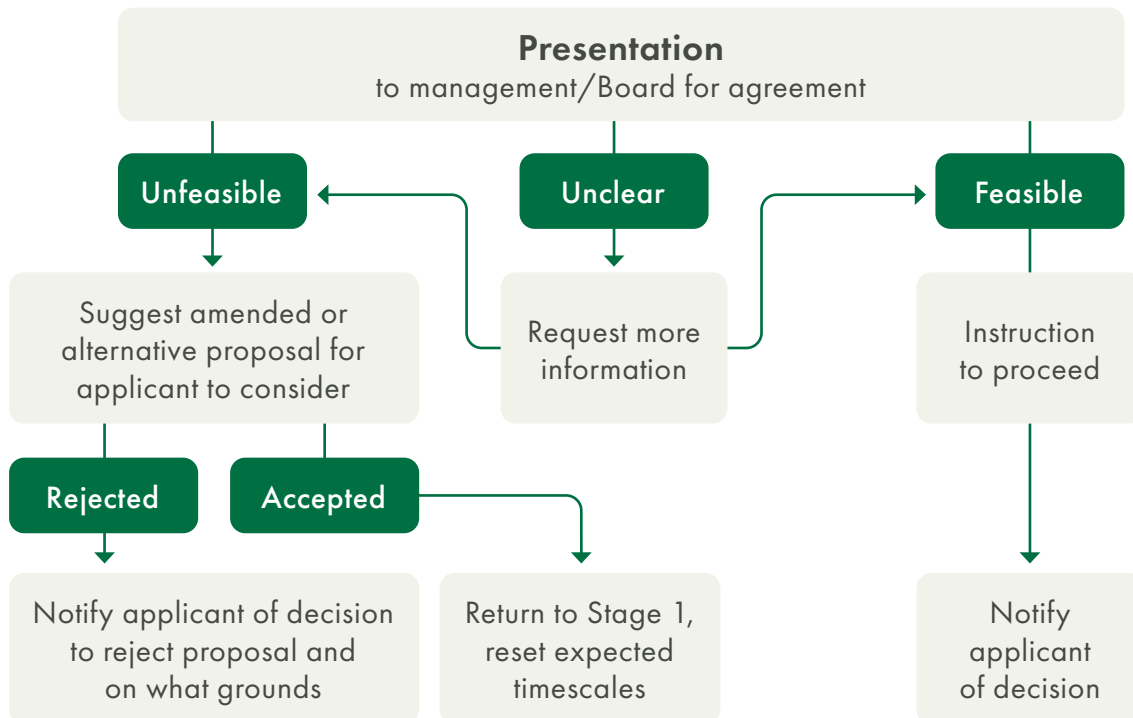 Presentation
to management/Board for agreement
Unfeasible
Unclear
Feasible
Suggest amended or
alternative proposal for
applicant to consider
Request more
information
Instruction
to proceed
Rejected
Accepted
Notify applicant of decision
to reject proposal and
on what grounds
Return to Stage 1,
reset expected
timescales
Notify
applicant
of decision